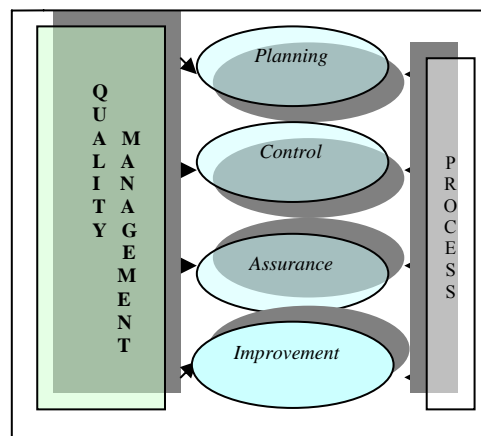 QUALITY
MANAGEMENT
Planning
Control
Assurance
Improvement
PROCESS